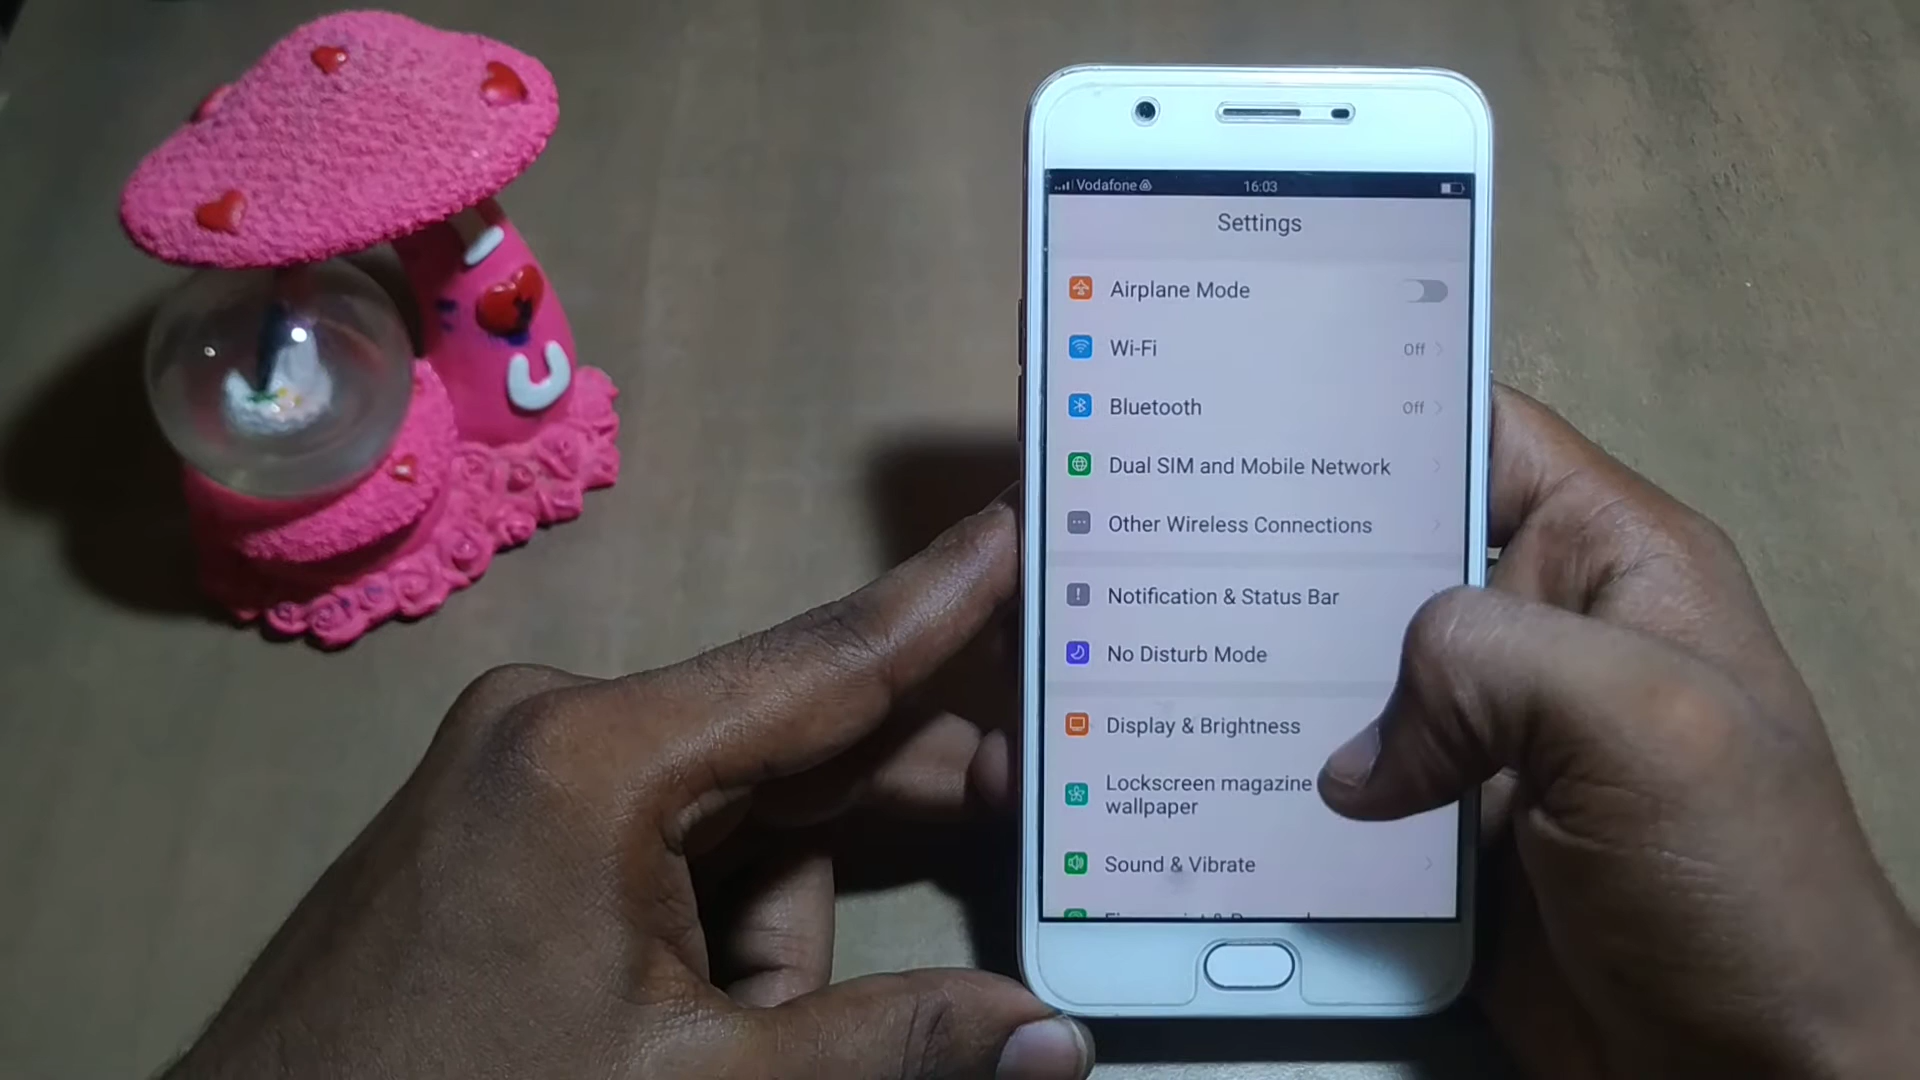 Vodafone
16:03
Settings
Airplane Mode
Wi-Fi
Off
Bluetooth
Off
Dual SIM and Mobile Network
Other Wireless Connections
Notification & Status Bar
No Disturb Mode
Display & Brightness
Lockscreen magazine
wallpaper
Sound & Vibrate
I
U